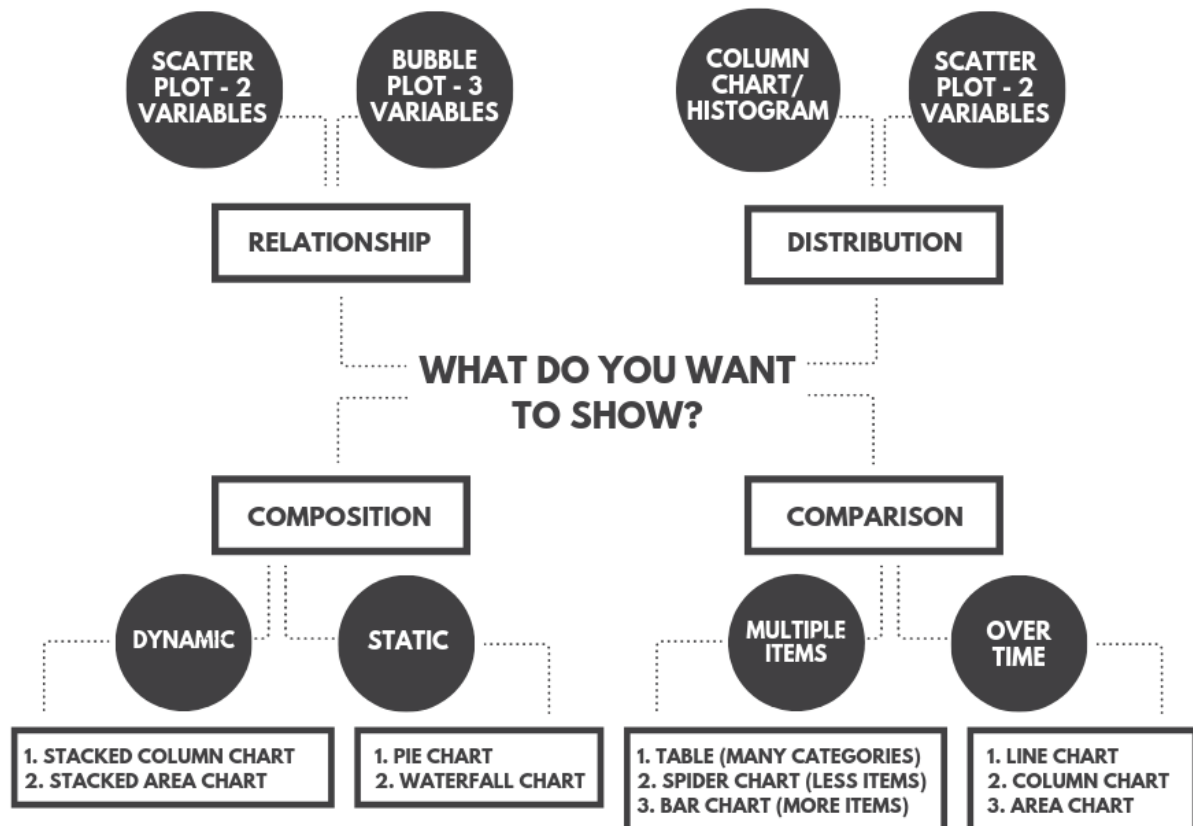 SCATTER
PLOT - 2
VARIABLES
BUBBLE
PLOT - 3
VARIABLES
COLUMN
CHART/
HISTOGRAM
SCATTER
PLOT - 2
VARIABLES
RELATIONSHIP
DISTRIBUTION
WHAT DO YOU WANT
TO SHOW?
COMPOSITION
COMPARISON
DYNAMIC
STATIC
MULTIPLE
ITEMS
OVER
TIME
1. STACKED COLUMN CHART
2. STACKED AREA CHART
1. PIE CHART
2. WATERFALL CHART
1. TABLE (MANY CATEGORIES)
2. SPIDER CHART (LESS ITEMS)
3. BAR CHART (MORE ITEMS)
1. LINE CHART
2. COLUMN CHART
3. AREA CHART